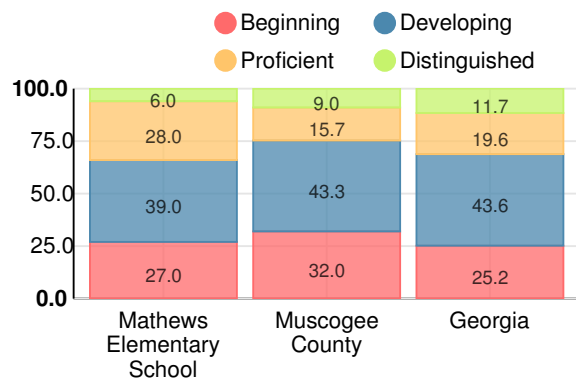 Beginning Developing
Proficient Distinguished
100.0
75.0
50.0
25.0
0.0
6.0 9.0 11.7
28.0 15.7 19.6
39.0 43.3 43.6
27.0 32.0 25.2
Mathews Elementary School
Muscogee County
Georgia